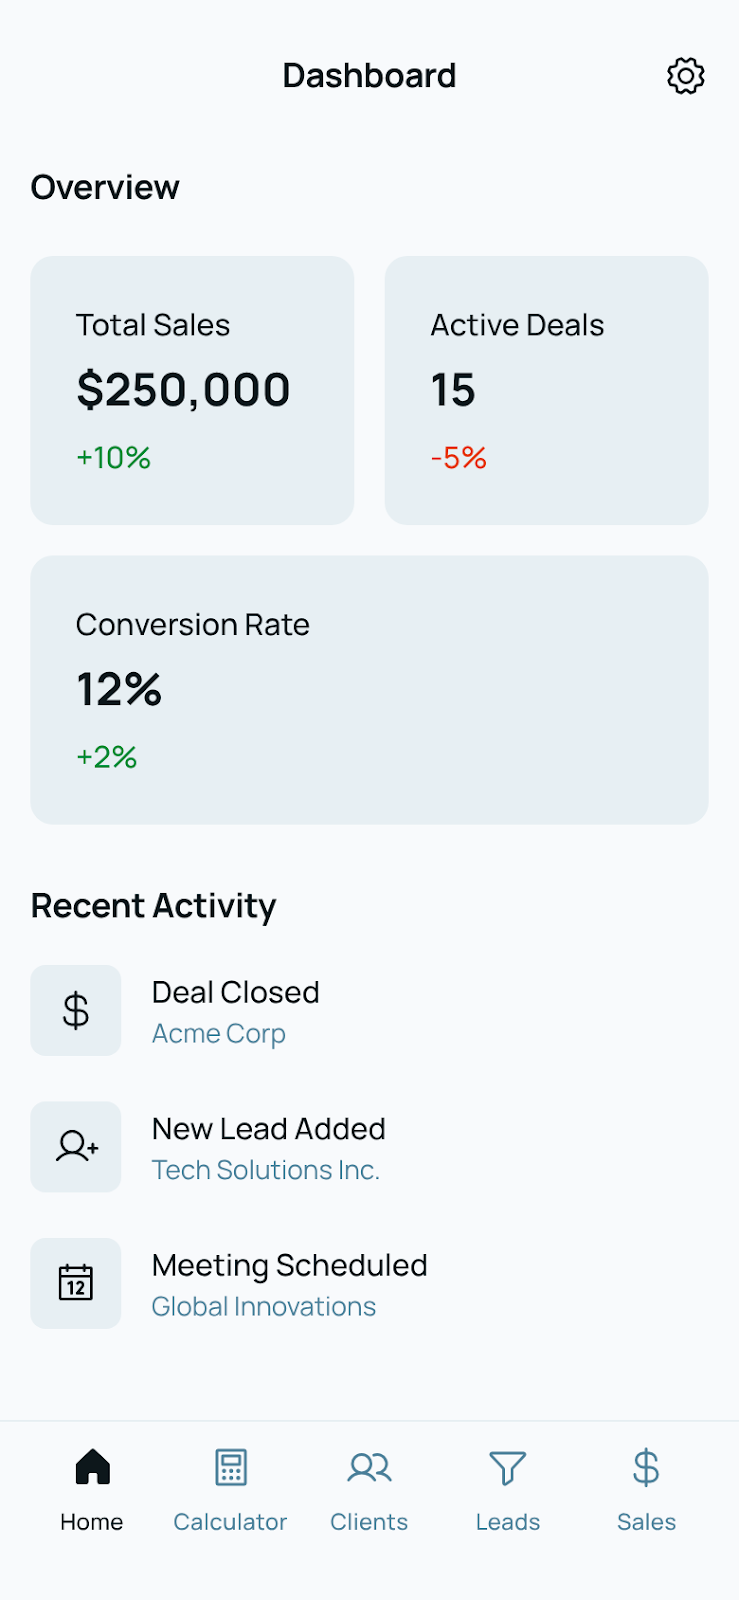 Dashboard
Overview
Total Sales
$250,000
+10%
Active Deals
15
-5%
Conversion Rate
12%
+2%
Recent Activity
$
Deal Closed
Acme Corp
New Lead Added
Tech Solutions Inc.
12
Meeting Scheduled
Global Innovations
$
Home
Calculator
Clients
Leads
Sales